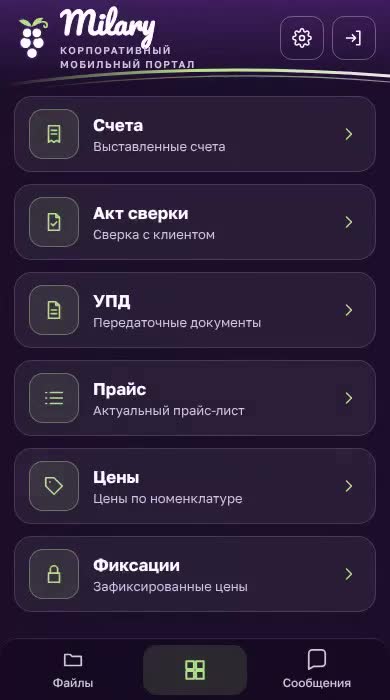 Milary
КОРПОРАТИВНЫЙ
МОБИЛЬНЫЙ ПОРТАЛ
Счета
Выставленные счета
Акт сверки
Сверка с клиентом
УПД
Передаточные документы
Прайс
Актуальный прайс-лист
Цены
Цены по номенклатуре
Фиксации
Зафиксированные цены
Файлы
Сообщения